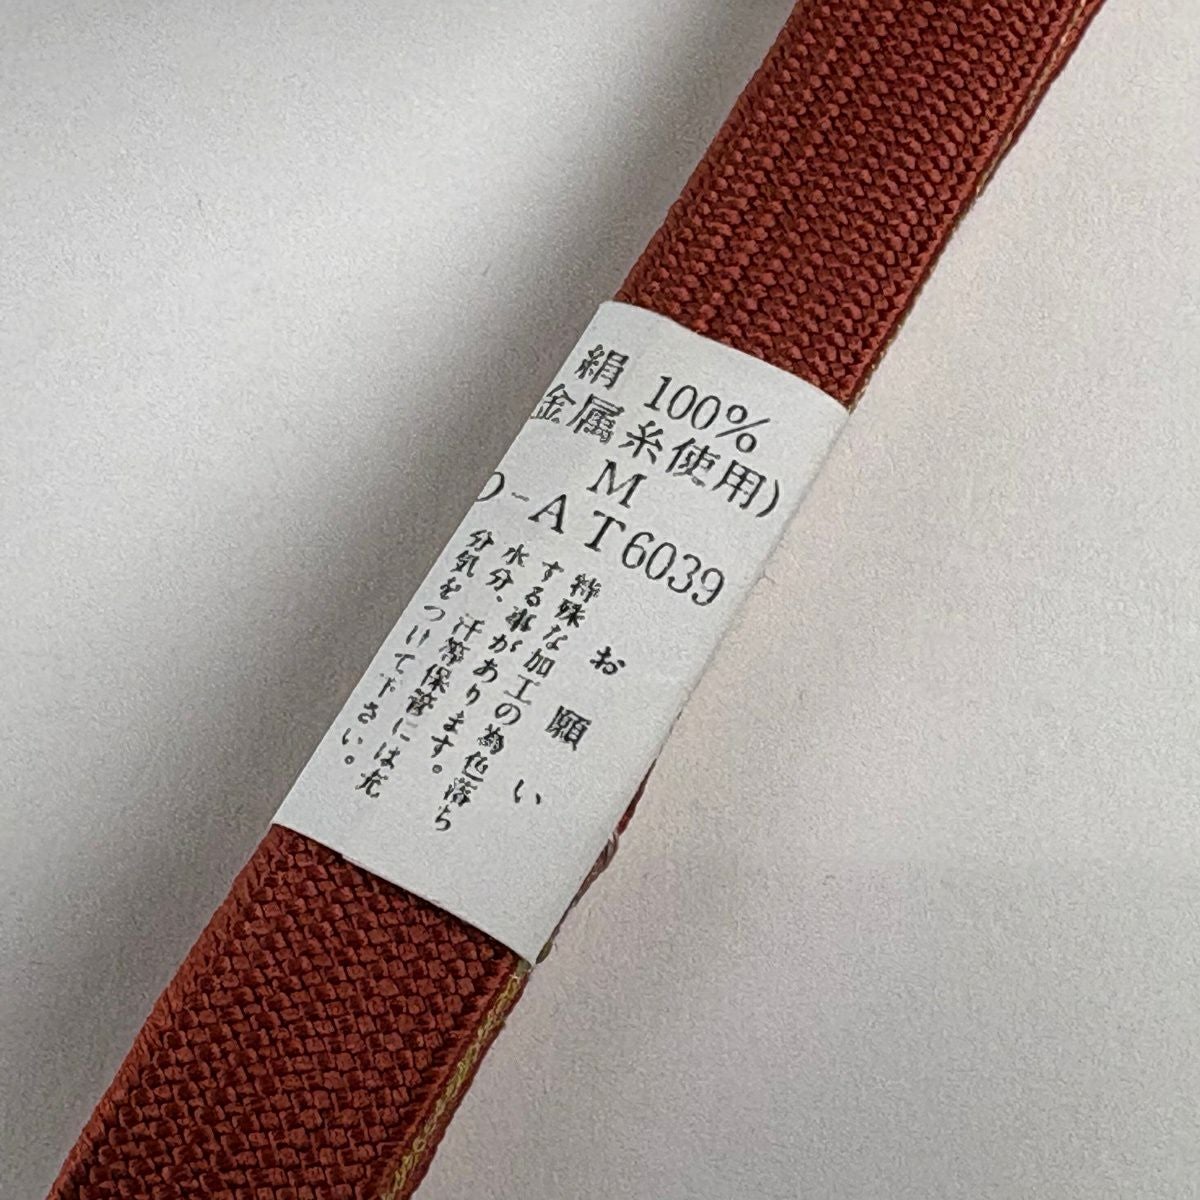 絹 100%
金属糸使用)
M
O-AT6039
お願い
特殊な加工の為色落ち
する事があります。
水分、汗等保管には充
分気をつけて下さい。